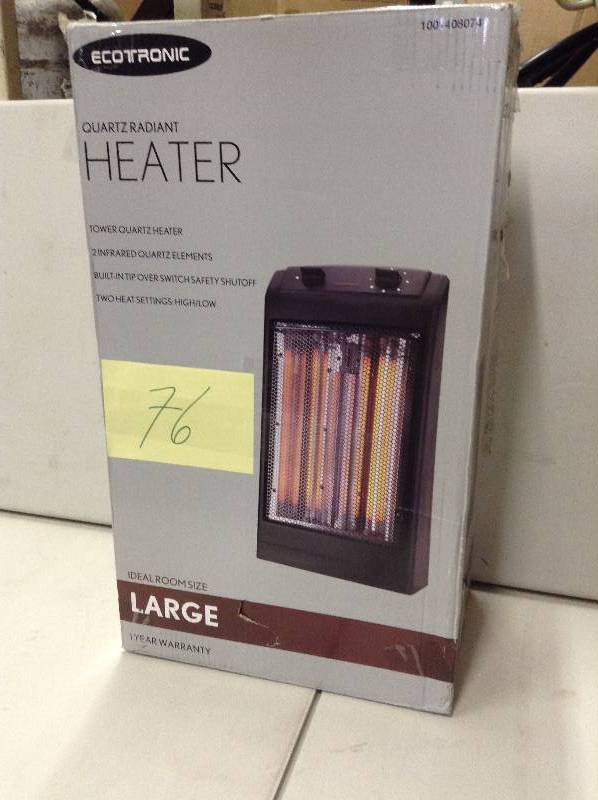 ECOTRONIC
100-408074
QUARTZ RADIANT
HEATER
TOWER QUARTZ HEATER
2 INFRARED QUARTZ ELEMENTS
BUILT-IN TIP OVER SWITCH SAFETY SHUTOFF
TWO HEAT SETTINGS: HIGH/LOW
76
IDEAL ROOM SIZE
LARGE
1 YEAR WARRANTY